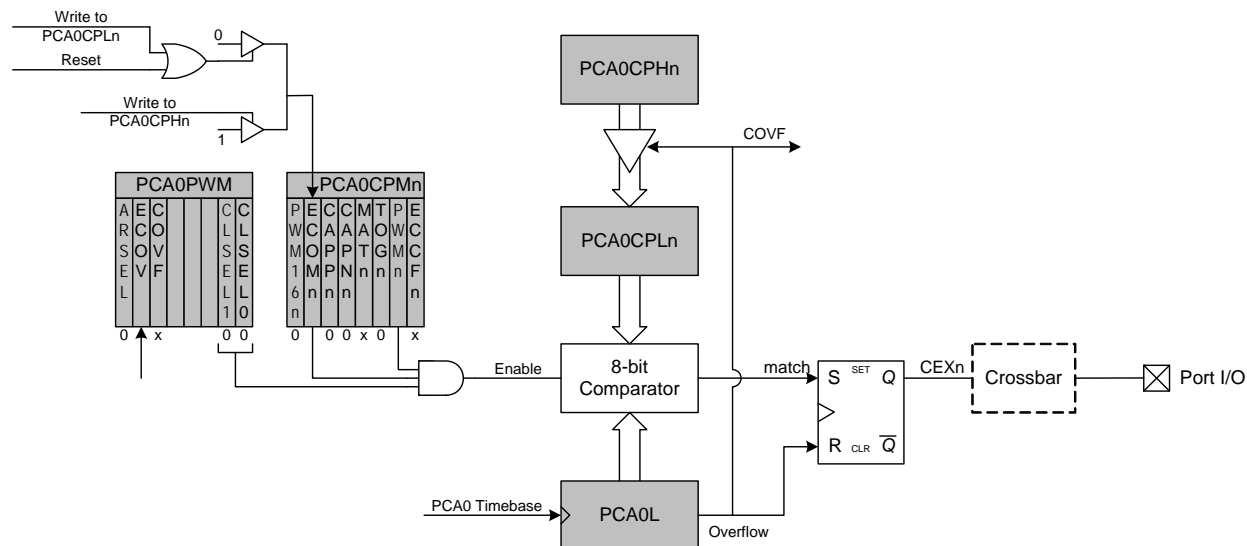 Write to
PCA0CPLn
Reset
0
Write to
PCA0CPHn
1
PCA0CPHn
COVF
PCA0PWM
ARSEL
ECOV
COVF
CLSEL1
CLSEL0
0 x 0 0
PCA0CPMn
PWM16n
ECOMn
CAPPn
CAPNn
MATn
TOGn
PWMn
ECCFn
0 0 0 x 0 x
PCA0CPLn
Enable
8-bit
Comparator
match
S SET Q
R CLR Q
CEXn
Crossbar
Port I/O
PCA0 Timebase
PCA0L
Overflow